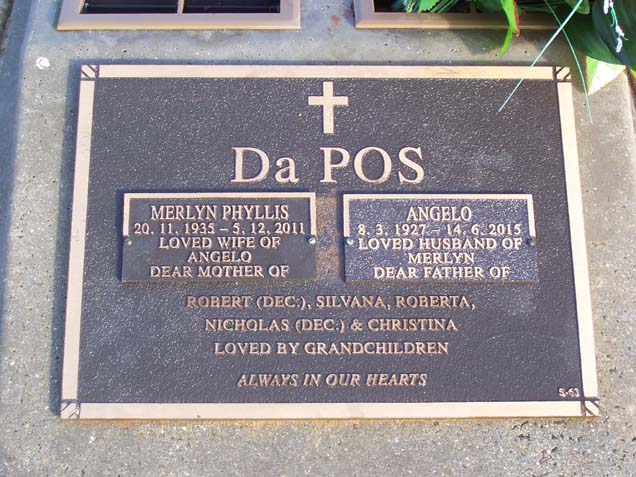 Da POS
MERLYN PHYLLIS
20. 11. 1935 – 5. 12. 2011
LOVED WIFE OF
ANGELO
DEAR MOTHER OF
ANGELO
8. 3. 1927 – 14. 6. 2015
LOVED HUSBAND OF
MERLYN
DEAR FATHER OF
ROBERT (DEC.), SILVANA, ROBERTA,
NICHOLAS (DEC.) & CHRISTINA
LOVED BY GRANDCHILDREN
ALWAYS IN OUR HEARTS